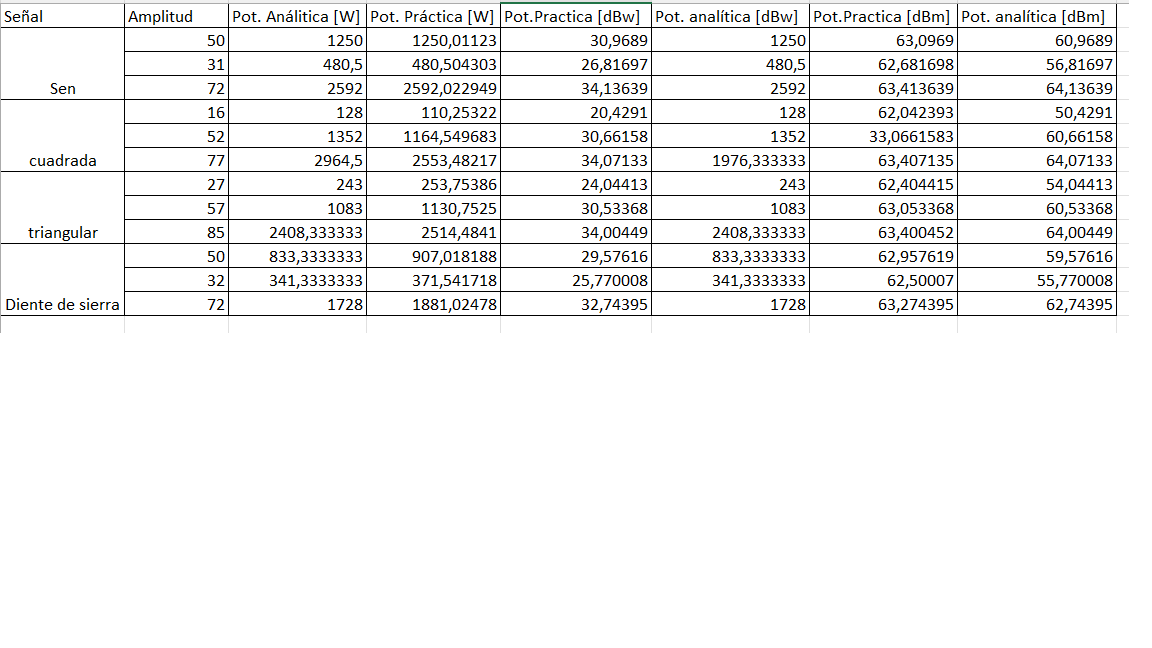 Señal Amplitud Pot. Análitica [W] Pot. Práctica [W] Pot.Practica [dBw] Pot. analítica [dBw] Pot.Practica [dBm] Pot. analítica [dBm]
50 1250 1250,01123 30,9689 1250 63,0969 60,9689
31 480,5 480,504303 26,81697 480,5 62,681698 56,81697
Sen 72 2592 2592,022949 34,13639 2592 63,413639 64,13639
16 128 110,25322 20,4291 128 62,042393 50,4291
52 1352 1164,549683 30,66158 1352 33,0661583 60,66158
cuadrada 77 2964,5 2553,48217 34,07133 1976,333333 63,407135 64,07133
27 243 253,75386 24,04413 243 62,404415 54,04413
57 1083 1130,7525 30,53368 1083 63,053368 60,53368
triangular 85 2408,333333 2514,4841 34,00449 2408,333333 63,400452 64,00449
50 833,3333333 907,018188 29,57616 833,3333333 62,957619 59,57616
32 341,3333333 371,541718 25,770008 341,3333333 62,50007 55,770008
Diente de sierra 72 1728 1881,02478 32,74395 1728 63,274395 62,74395